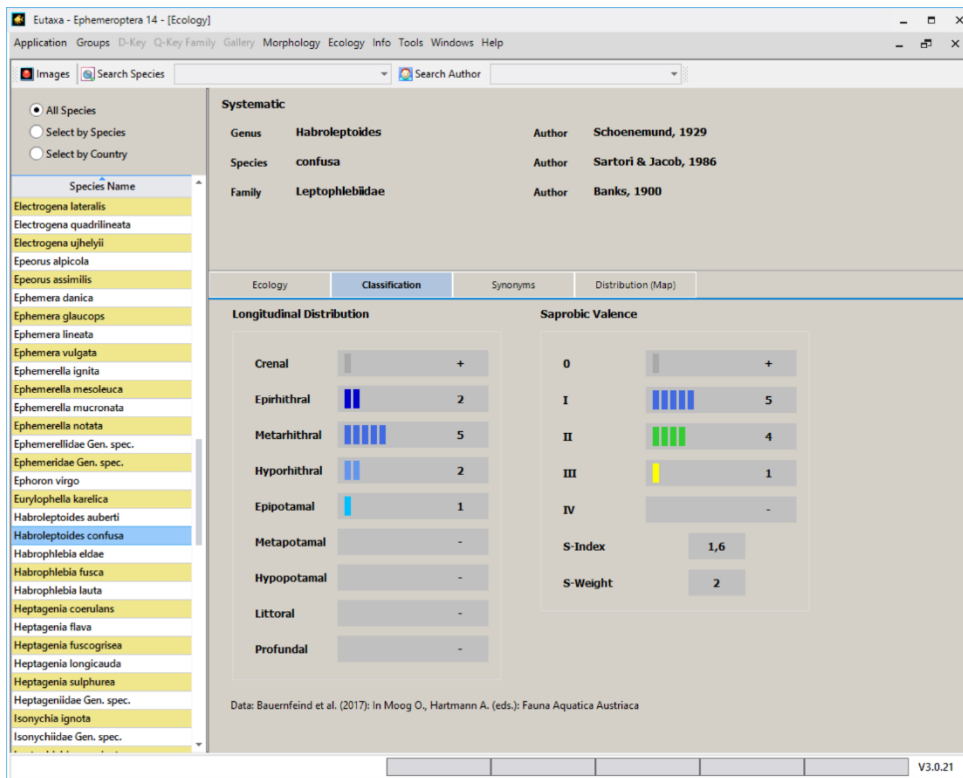 Eutaxa - Ephemeroptera 14 - [Ecology]
Application Groups D-Key Q-Key Family Gallery Morphology Ecology Info Tools Windows Help
Images Search Species Search Author
All Species
Select by Species
Select by Country
Species Name
Electrogena lateralis
Electrogena quadrilineata
Electrogena ujhelyii
Epeorus alpicola
Epeorus assimilis
Ephemera danica
Ephemera glaucops
Ephemera lineata
Ephemera vulgata
Ephemerella ignita
Ephemerella mesoleuca
Ephemerella mucronata
Ephemerella notata
Ephemerellidae Gen. spec.
Ephemeridae Gen. spec.
Ephoron virgo
Eurylophella karelica
Habroleptoides auberti
Habroleptoides confusa
Habrophlebia eldae
Habrophlebia fusca
Habrophlebia lauta
Heptagenia coerulans
Heptagenia flava
Heptagenia fuscogrisea
Heptagenia longicauda
Heptagenia sulphurea
Heptageniidae Gen. spec.
Isonychia ignota
Isonychiidae Gen. spec.
Systematic
Genus Habroleptoides Author Schoenemund, 1929
Species confusa Author Sartori & Jacob, 1986
Family Leptophlebiidae Author Banks, 1900
Ecology Classification Synonyms Distribution (Map)
Longitudinal Distribution
Crenal +
Epirhithral 2
Metarhithral 5
Hyporhithral 2
Epipotamal 1
Metapotamal -
Hypopotamal -
Littoral -
Profundal -
Saprobic Valence
0 +
I 5
II 4
III 1
IV -
S-Index 1,6
S-Weight 2
Data: Bauernfeind et al. (2017): In Moog O., Hartmann A. (eds.): Fauna Aquatica Austriaca
V3.0.21